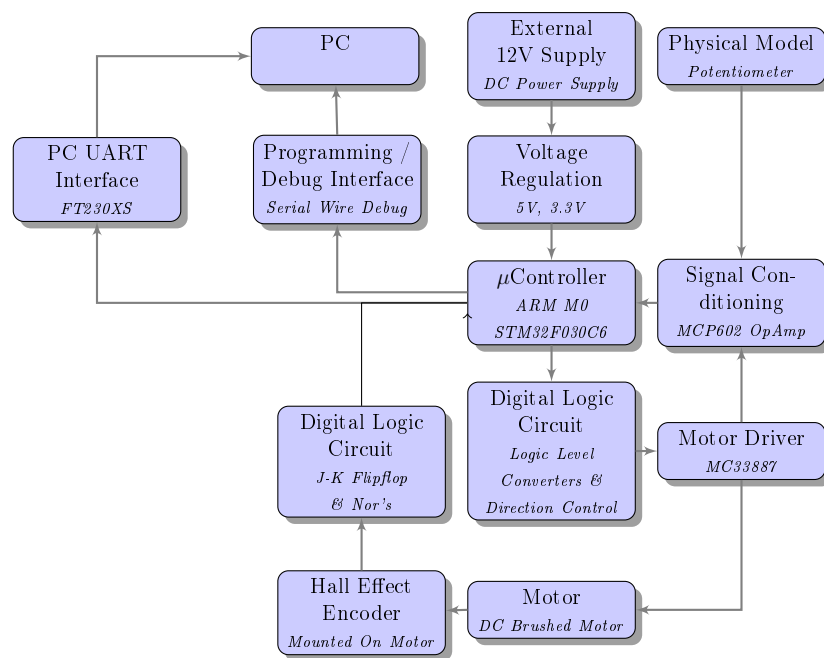 PC
External
12V Supply
DC Power Supply
Physical Model
Potentiometer
PC UART
Interface
FT230XS
Programming /
Debug Interface
Serial Wire Debug
Voltage
Regulation
5V, 3.3V
μController
ARM M0
STM32F030C6
Signal Con-
ditioning
MCP602 OpAmp
Digital Logic
Circuit
J-K Flipflop
& Nor's
Digital Logic
Circuit
Logic Level
Converters &
Direction Control
Motor Driver
MC33887
Hall Effect
Encoder
Mounted On Motor
Motor
DC Brushed Motor